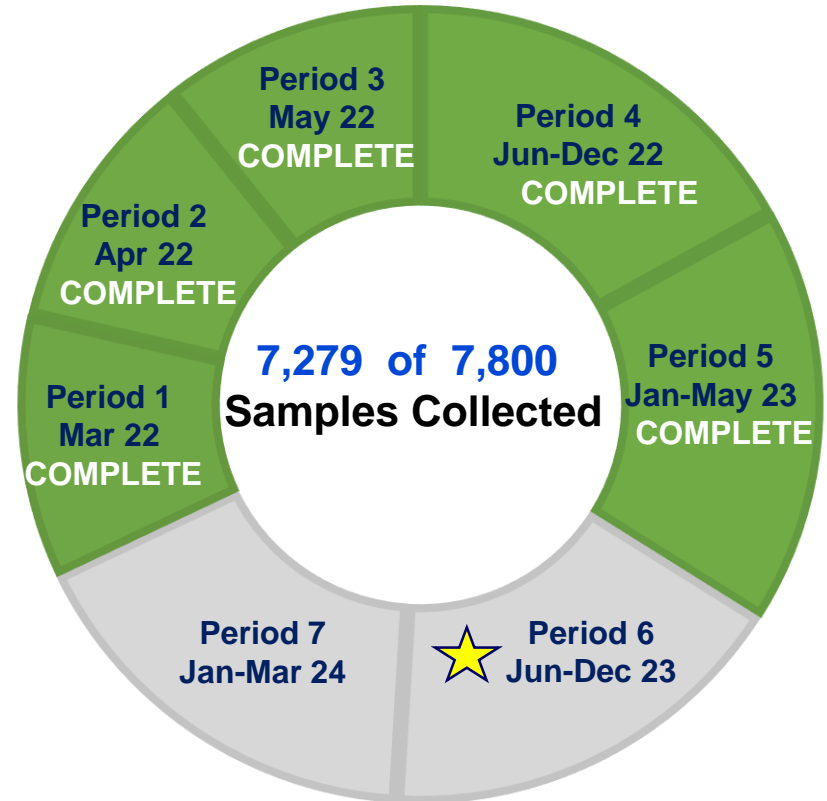 Period 3
May 22
COMPLETE
Period 4
Jun-Dec 22
COMPLETE
Period 2
Apr 22
COMPLETE
7,279 of 7,800
Samples Collected
Period 5
Jan-May 23
COMPLETE
Period 1
Mar 22
COMPLETE
Period 7
Jan-Mar 24
Period 6
Jun-Dec 23